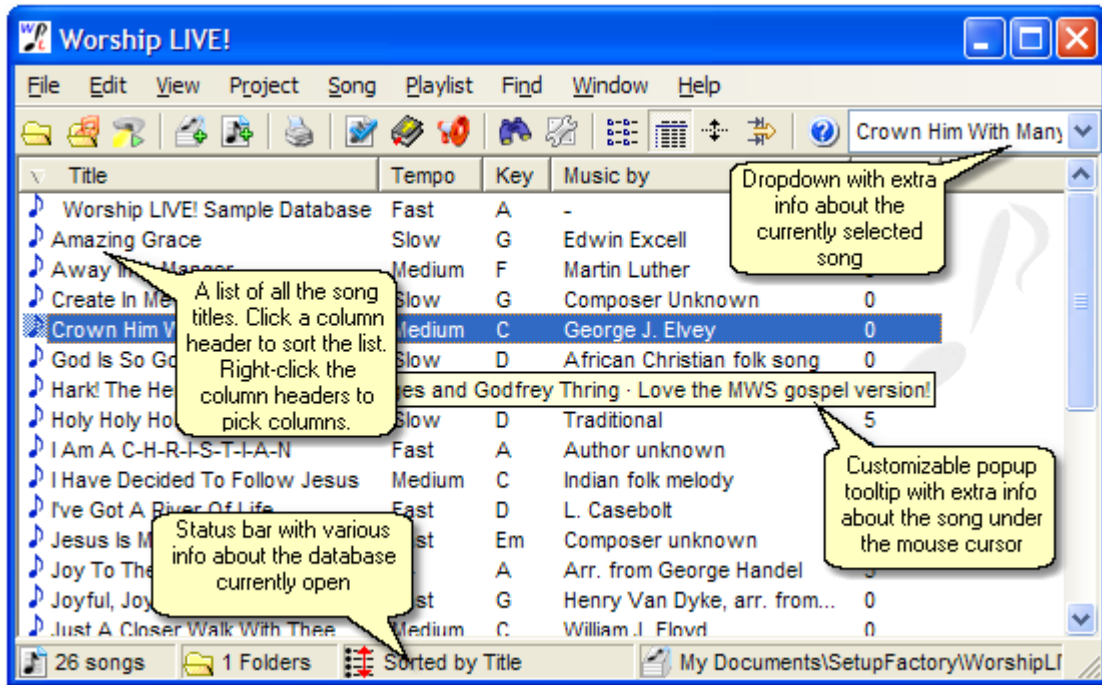 Worship LIVE!
File Edit View Project Song Playlist Find Window Help
Crown Him With Many
Title Tempo Key Music by
Dropdown with extra
info about the
currently selected
song
Worship LIVE! Sample Database Fast A -
Amazing Grace Slow G Edwin Excell
Away In A Manger Medium F Martin Luther
Create In Me Slow G Composer Unknown 0
Crown Him W Medium C George J. Elvey 0
God Is So Go Slow D African Christian folk song 0
Hark! The He ges and Godfrey Thring · Love the MWS gospel version!
Holy Holy Ho Slow D Traditional 5
I Am A C-H-R-I-S-T-I-A-N Fast A Author unknown
I Have Decided To Follow Jesus Medium C Indian folk melody
I've Got A River Of Life Fast D L. Casebolt
Jesus Is M st Em Composer unknown
Joy To The A Arr. from George Handel
Joyful, Joy st G Henry Van Dyke, arr. from... 0
Just A Closer Walk With Thee Medium C William J. Floyd 0
A list of all the song
titles. Click a column
header to sort the list.
Right-click the
column headers to
pick columns.
Customizable popup
tooltip with extra info
about the song under
the mouse cursor
Status bar with various
info about the database
currently open
26 songs 1 Folders Sorted by Title My Documents\SetupFactory\WorshipLI